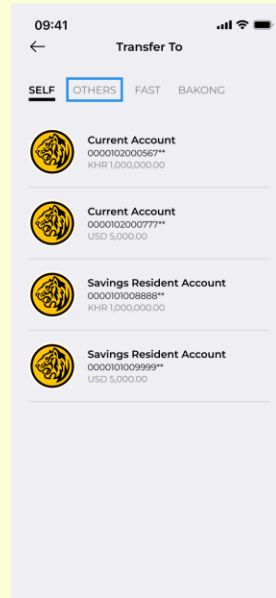 09:41
Transfer To
SELF OTHERS FAST BAKONG
Current Account
0000102000567**
KHR 1,000,000.00
Current Account
0000102000777**
USD 5,000.00
Savings Resident Account
0000101008888**
KHR 1,000,000.00
Savings Resident Account
0000101009999**
USD 5,000.00